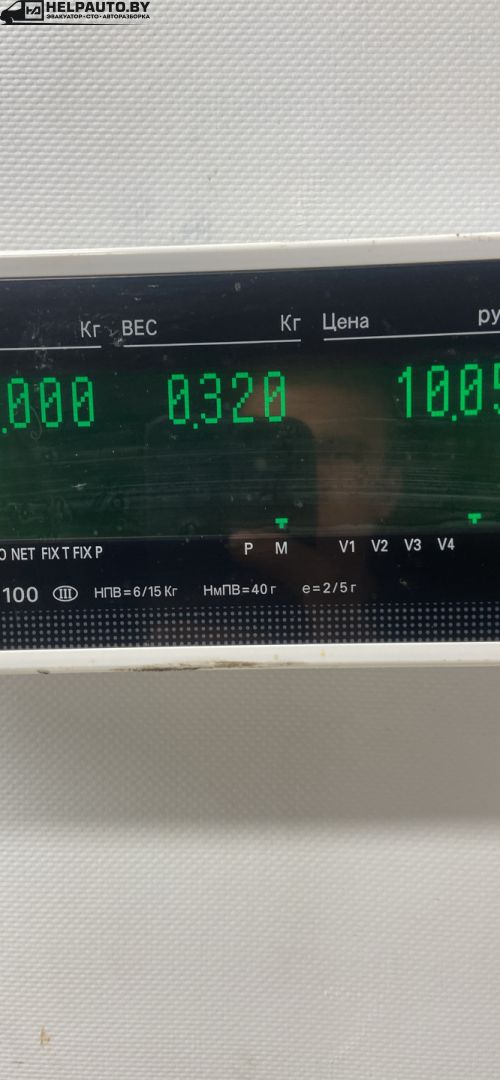 HELPAUTO.BY
ЭВАКУАТОР•СТО•АВТОРАЗБОРКА
Кг ВЕС Кг Цена ру
.000 0.320 10.05
O NET FIX T FIX P P M V1 V2 V3 V4
100 III НПВ=6/15 Кг НмПВ=40 г e=2/5 г